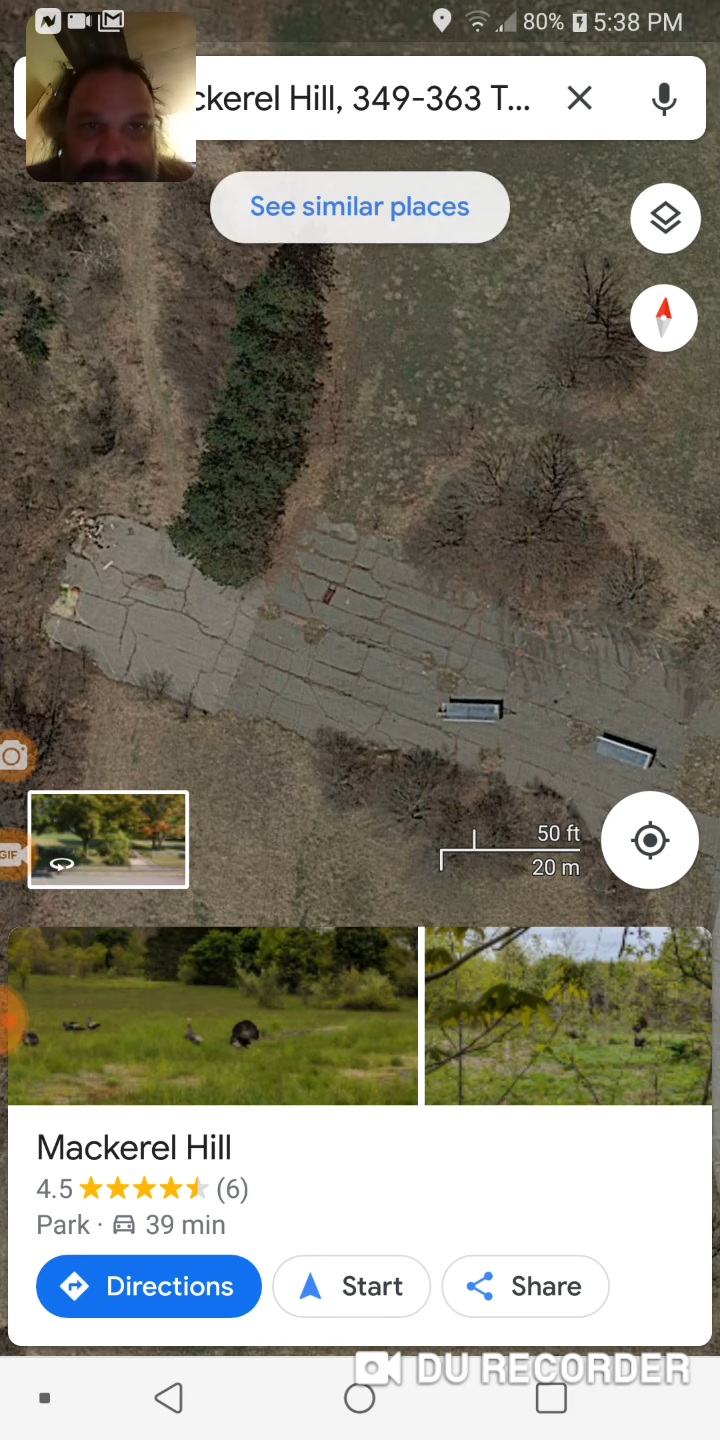 80% 5:38 PM
ckerel Hill, 349-363 T...
See similar places
50 ft
20 m
GIF
Mackerel Hill
4.5 (6)
Park · 39 min
Directions
Start
Share
DU RECORDER